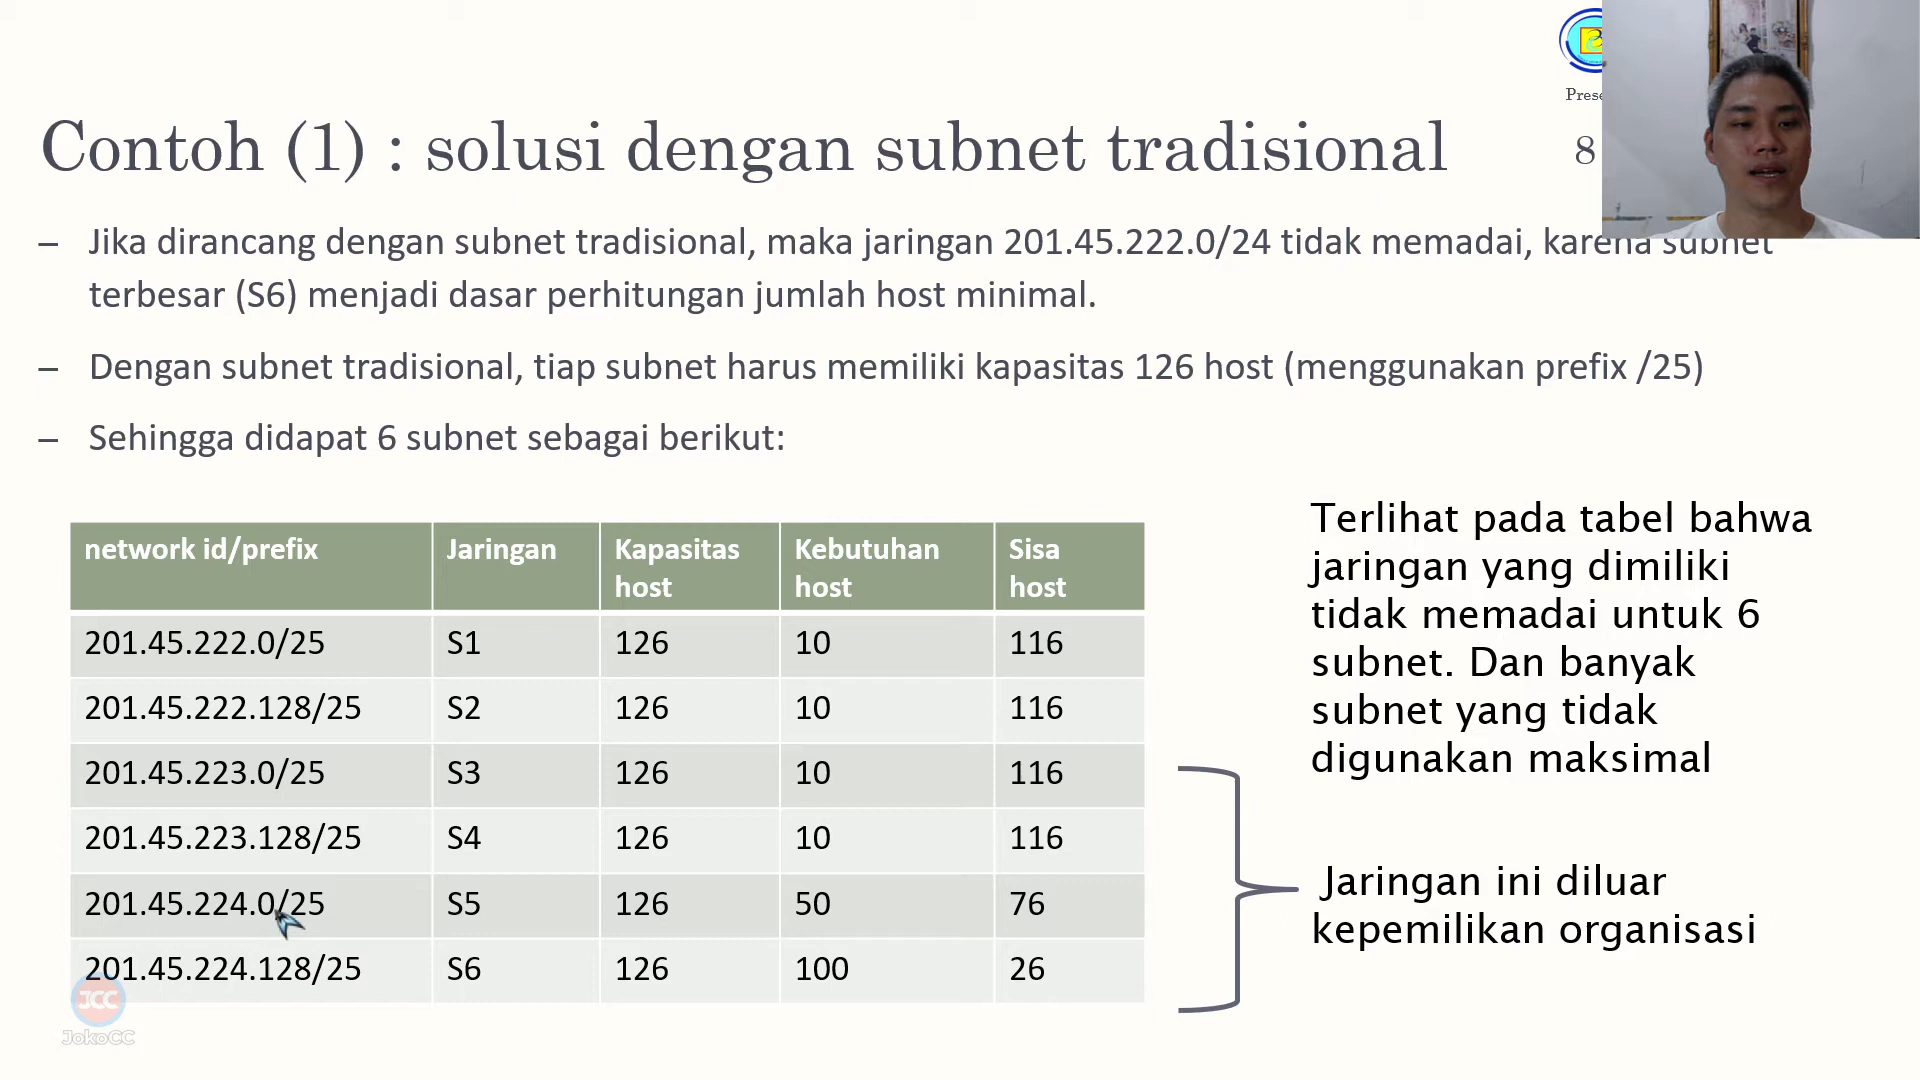 Prese
Contoh (1) : solusi dengan subnet tradisional
8
– Jika dirancang dengan subnet tradisional, maka jaringan 201.45.222.0/24 tidak memadai, karena subnet
terbesar (S6) menjadi dasar perhitungan jumlah host minimal.
– Dengan subnet tradisional, tiap subnet harus memiliki kapasitas 126 host (menggunakan prefix /25)
– Sehingga didapat 6 subnet sebagai berikut:
network id/prefix Jaringan Kapasitas host Kebutuhan host Sisa host
201.45.222.0/25 S1 126 10 116
201.45.222.128/25 S2 126 10 116
201.45.223.0/25 S3 126 10 116
201.45.223.128/25 S4 126 10 116
201.45.224.0/25 S5 126 50 76
201.45.224.128/25 S6 126 100 26
Terlihat pada tabel bahwa
jaringan yang dimiliki
tidak memadai untuk 6
subnet. Dan banyak
subnet yang tidak
digunakan maksimal
Jaringan ini diluar
kepemilikan organisasi
JCC
JokoCC